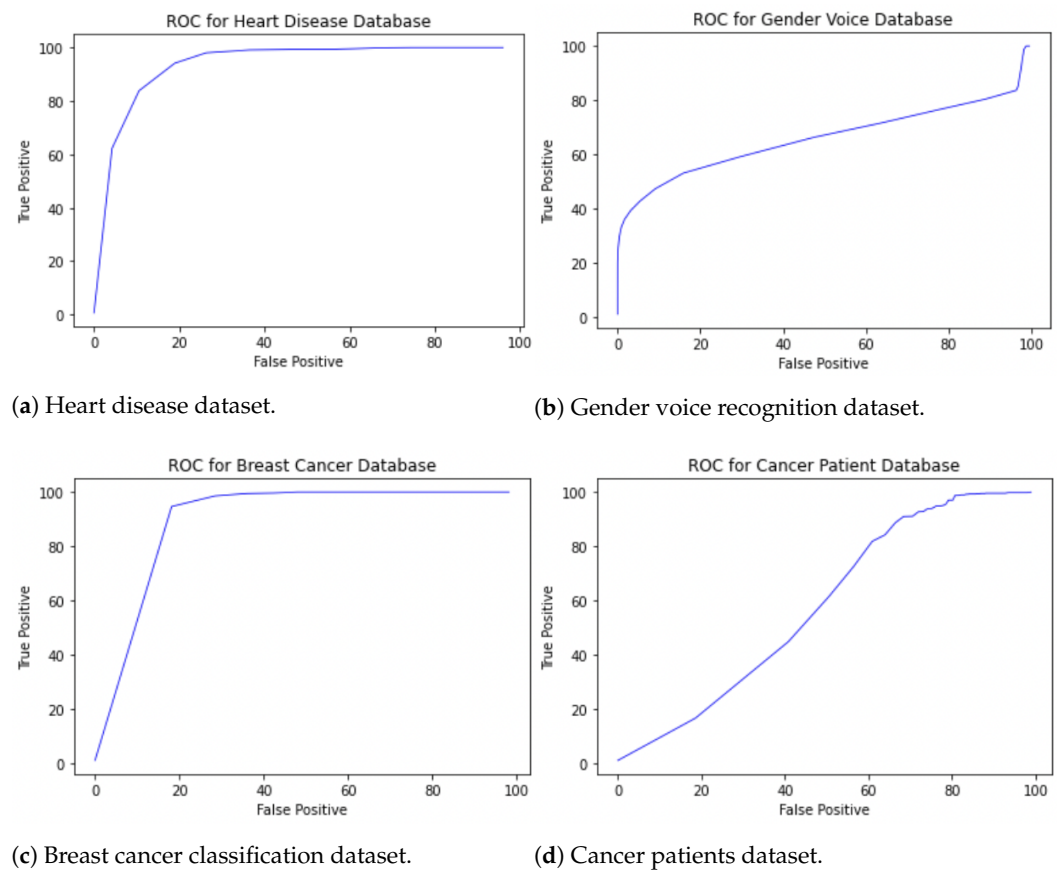 ROC for Heart Disease Database
100
80
60
40
20
0
True Positive
0 20 40 60 80 100
False Positive
(a) Heart disease dataset.
ROC for Gender Voice Database
100
80
60
40
20
0
True Positive
0 20 40 60 80 100
False Positive
(b) Gender voice recognition dataset.
ROC for Breast Cancer Database
100
80
60
40
20
0
True Positive
0 20 40 60 80 100
False Positive
(c) Breast cancer classification dataset.
ROC for Cancer Patient Database
100
80
60
40
20
0
True Positive
0 20 40 60 80 100
False Positive
(d) Cancer patients dataset.